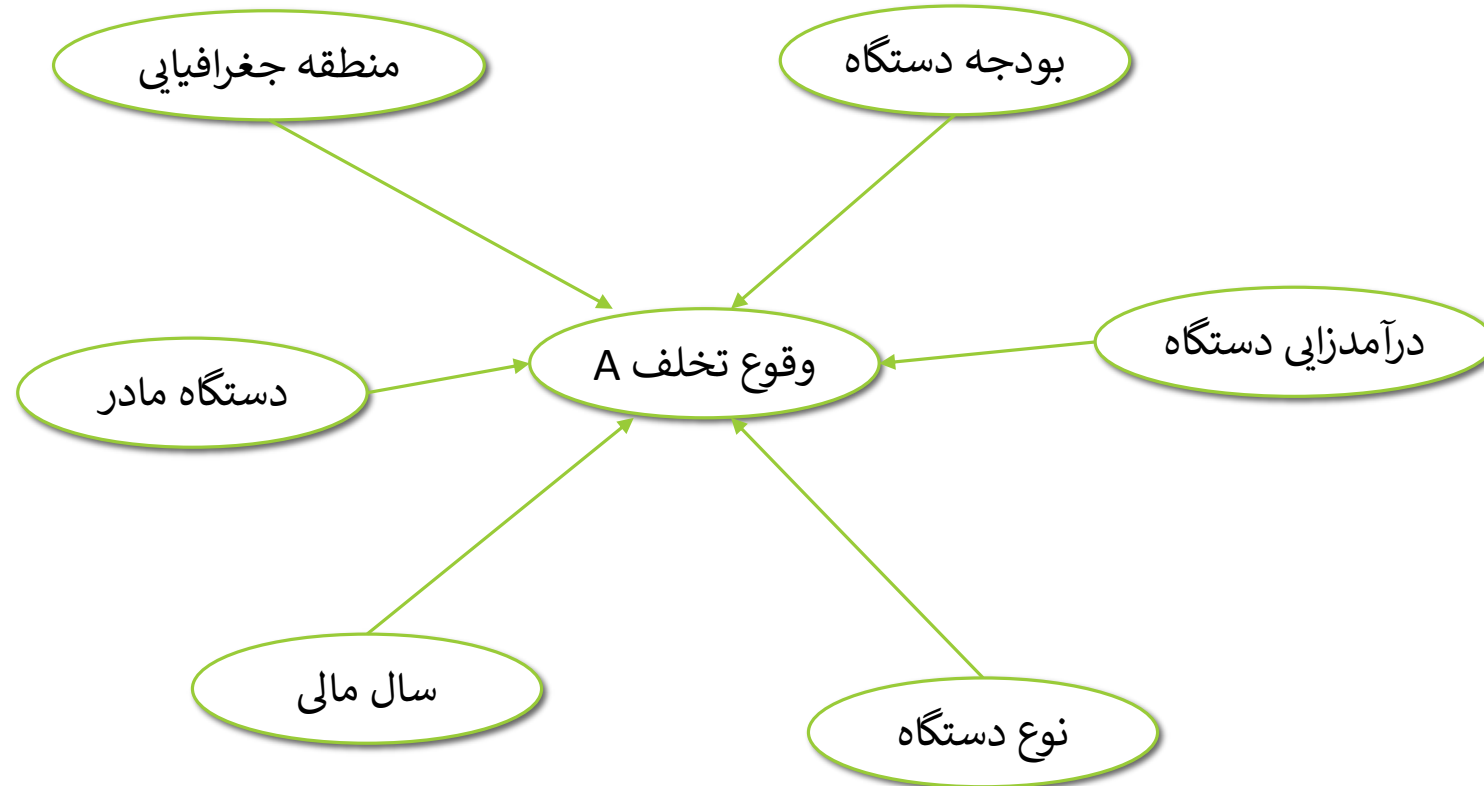 بودجه دستگاه
منطقه جغرافیایی
درآمدزایی دستگاه
وقوع تخلف A
دستگاه مادر
سال مالی
نوع دستگاه